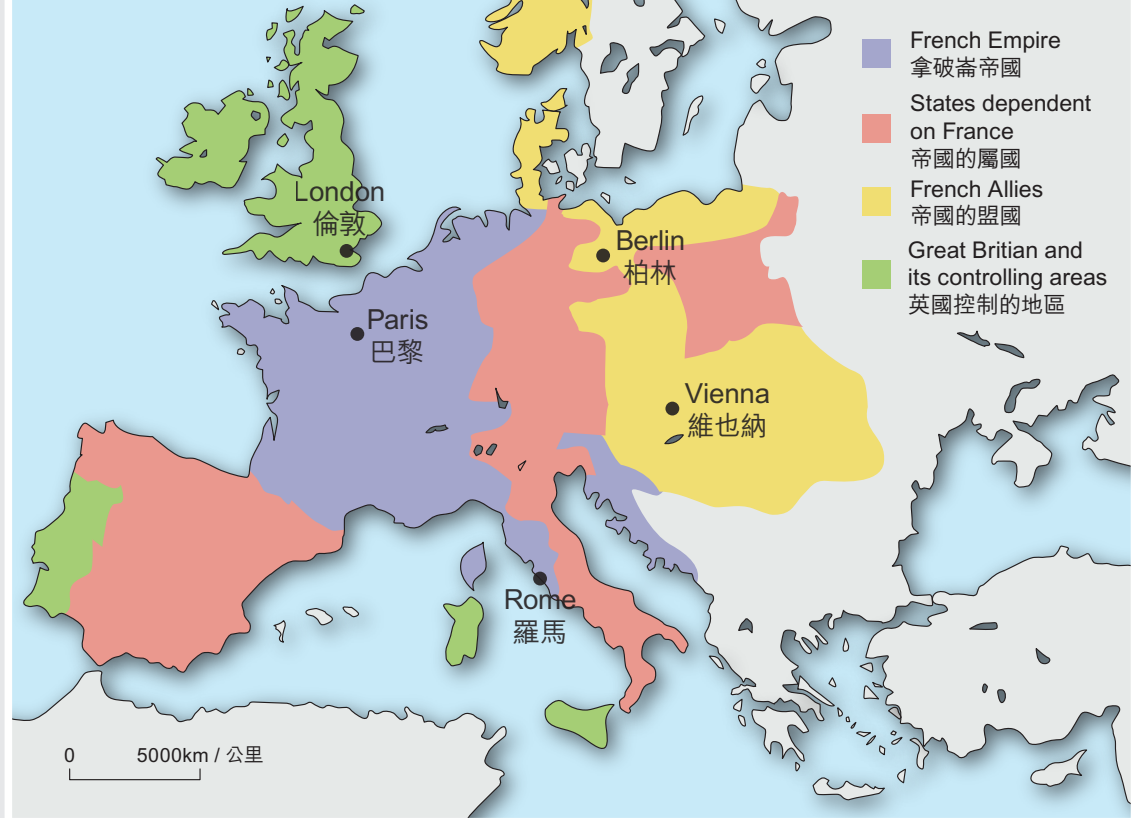 French Empire
拿破崙帝國
States dependent
on France
帝國的屬國
French Allies
帝國的盟國
Great Britian and
its controlling areas
英國控制的地區
London
倫敦
Berlin
柏林
Paris
巴黎
Vienna
維也納
Rome
羅馬
0 5000km / 公里